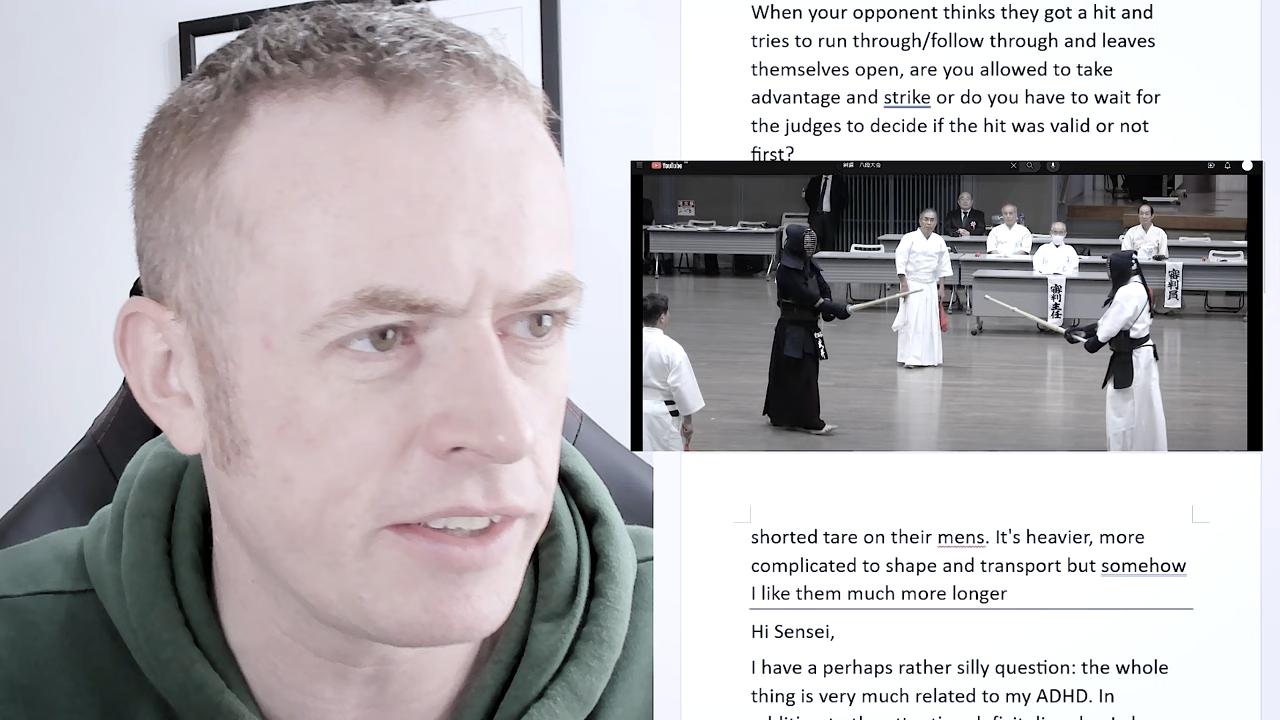 When your opponent thinks they got a hit and
tries to run through/follow through and leaves
themselves open, are you allowed to take
advantage and strike or do you have to wait for
the judges to decide if the hit was valid or not
first?
YouTube
審判主任
審判員
shorted tare on their mens. It's heavier, more
complicated to shape and transport but somehow
I like them much more longer
Hi Sensei,
I have a perhaps rather silly question: the whole
thing is very much related to my ADHD. In